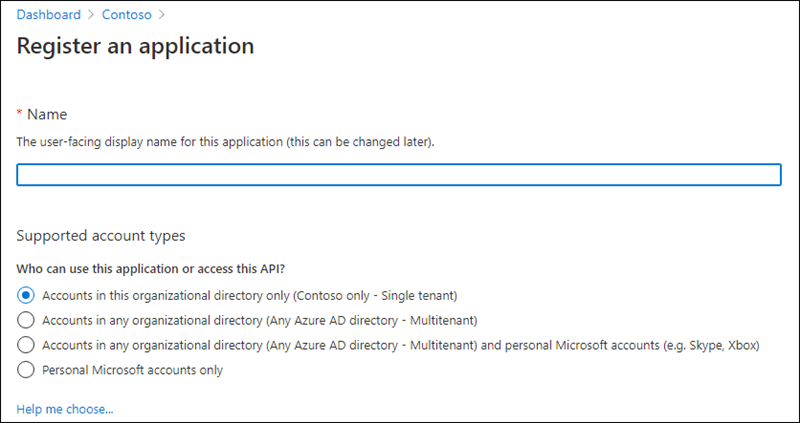 Dashboard > Contoso >
Register an application
* Name
The user-facing display name for this application (this can be changed later).
Supported account types
Who can use this application or access this API?
Accounts in this organizational directory only (Contoso only - Single tenant)
Accounts in any organizational directory (Any Azure AD directory - Multitenant)
Accounts in any organizational directory (Any Azure AD directory - Multitenant) and personal Microsoft accounts (e.g. Skype, Xbox)
Personal Microsoft accounts only
Help me choose...